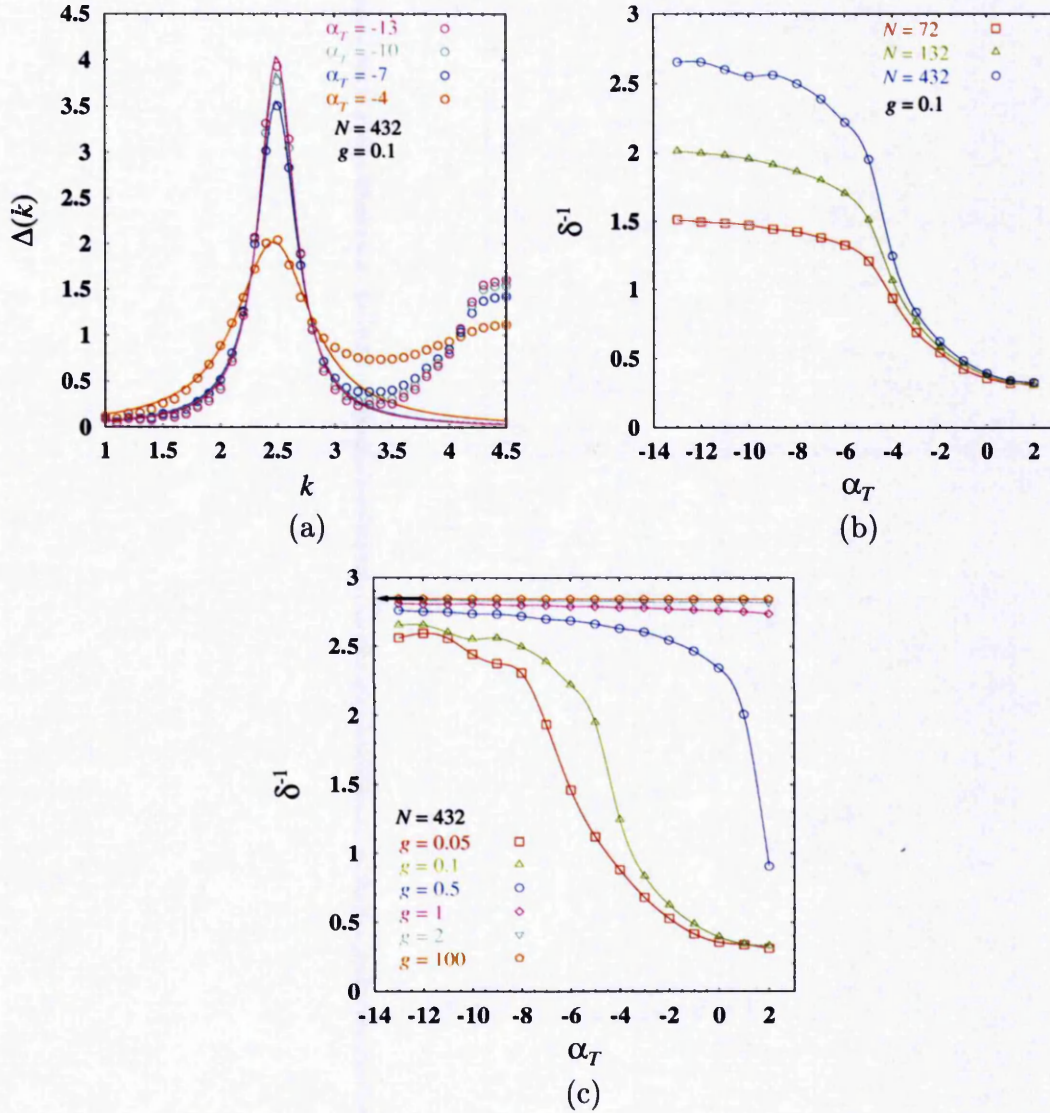 4.5
4
3.5
3
2.5
2
1.5
1
0.5
0
Δ(k)
α_T = -13
α_T = -10
α_T = -7
α_T = -4
N = 432
g = 0.1
1 1.5 2 2.5 3 3.5 4 4.5
k
(a)
3
2.5
2
1.5
1
0.5
0
δ⁻¹
N = 72
N = 132
N = 432
g = 0.1
-14 -12 -10 -8 -6 -4 -2 0 2
α_T
(b)
3
2.5
2
1.5
1
0.5
0
δ⁻¹
N = 432
g = 0.05
g = 0.1
g = 0.5
g = 1
g = 2
g = 100
-14 -12 -10 -8 -6 -4 -2 0 2
α_T
(c)